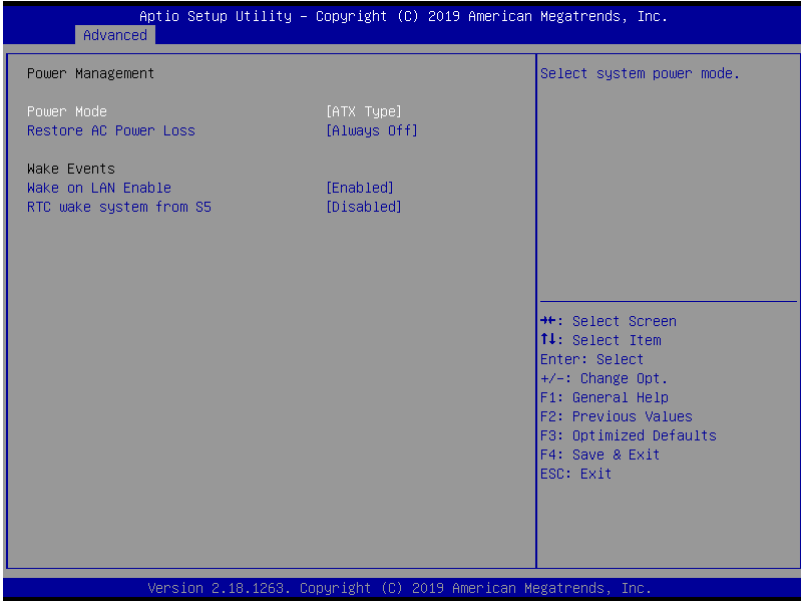 Aptio Setup Utility – Copyright (C) 2019 American Megatrends, Inc.
Advanced
Power Management
Power Mode [ATX Type]
Restore AC Power Loss [Always Off]
Wake Events
Wake on LAN Enable [Enabled]
RTC wake system from S5 [Disabled]
Select system power mode.
→←: Select Screen
↑↓: Select Item
Enter: Select
+/-: Change Opt.
F1: General Help
F2: Previous Values
F3: Optimized Defaults
F4: Save & Exit
ESC: Exit
Version 2.18.1263. Copyright (C) 2019 American Megatrends, Inc.